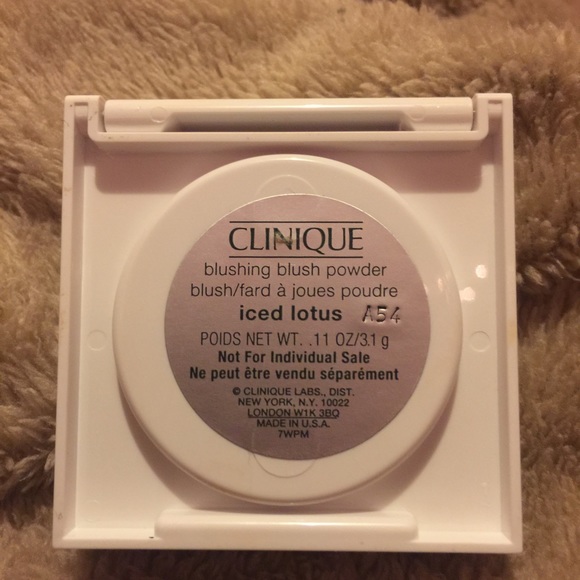 CLINIQUE
blushing blush powder
blush/fard à joues poudre
iced lotus A54
POIDS NET WT. .11 OZ/3.1 g
Not For Individual Sale
Ne peut être vendu séparément
© CLINIQUE LABS., DIST.
NEW YORK, N.Y. 10022
LONDON W1K 3BQ
MADE IN U.S.A.
7WPM